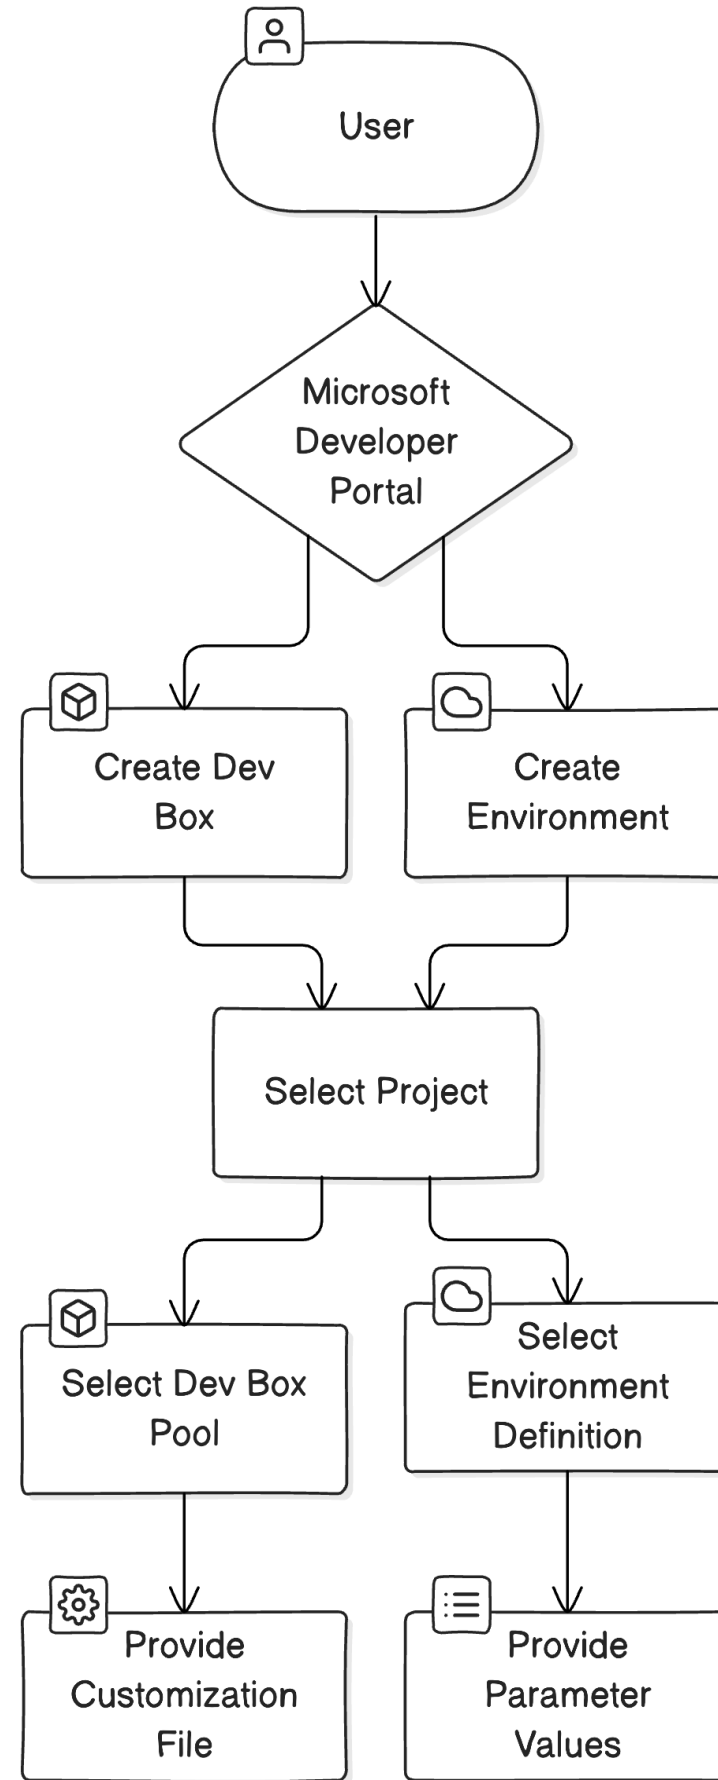 User
Microsoft
Developer
Portal
Create Dev
Box
Create
Environment
Select Project
Select Dev Box
Pool
Select
Environment
Definition
Provide
Customization
File
Provide
Parameter
Values